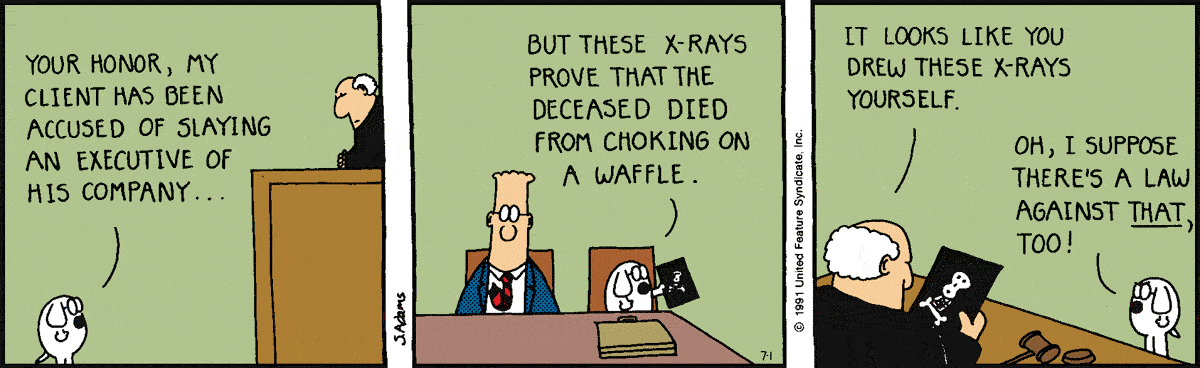 YOUR HONOR, MY
CLIENT HAS BEEN
ACCUSED OF SLAYING
AN EXECUTIVE OF
HIS COMPANY...
S.Adams
BUT THESE X-RAYS
PROVE THAT THE
DECEASED DIED
FROM CHOKING ON
A WAFFLE.
7-1
© 1991 United Feature Syndicate, Inc.
IT LOOKS LIKE YOU
DREW THESE X-RAYS
YOURSELF.
OH, I SUPPOSE
THERE'S A LAW
AGAINST THAT,
TOO!